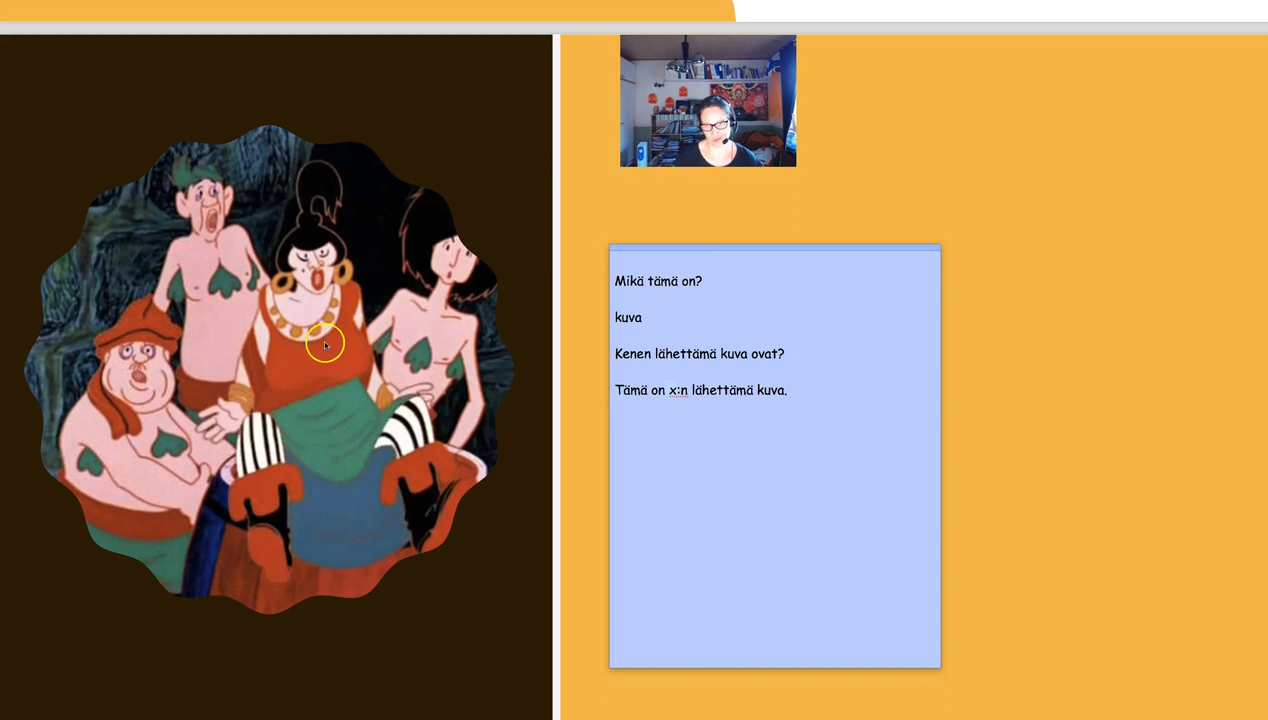 Mikä tämä on?
kuva
Kenen lähettämä kuva ovat?
Tämä on x:n lähettämä kuva.